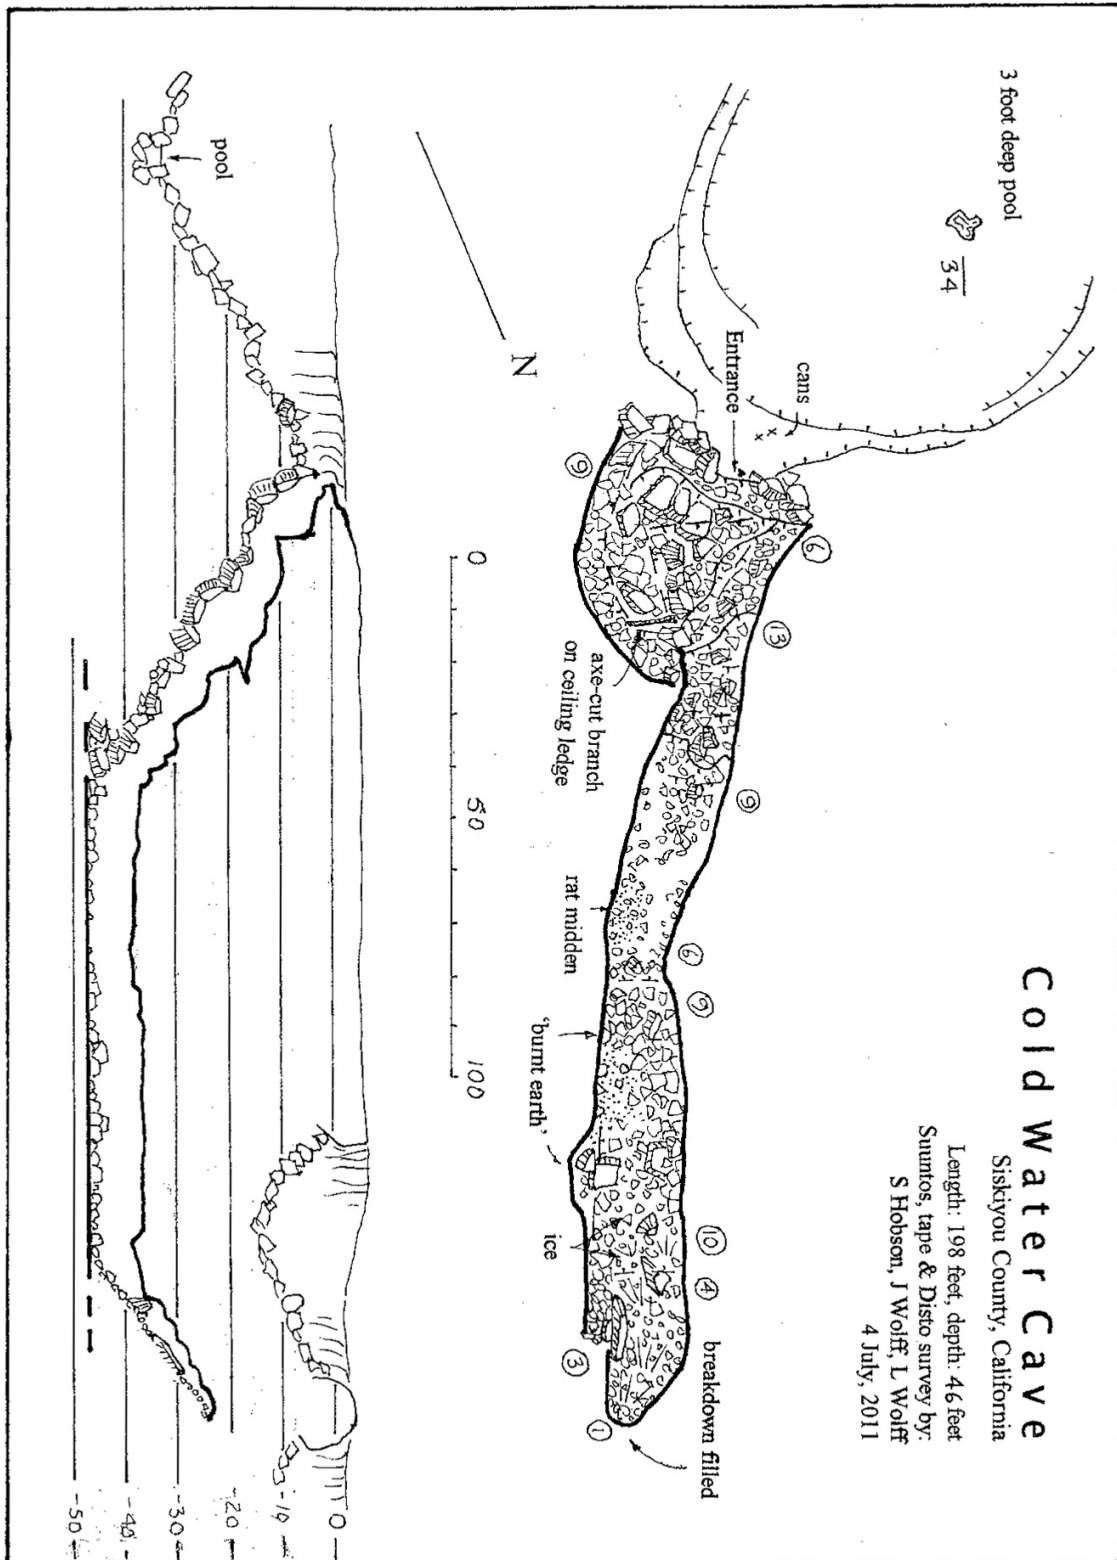 Cold Water Cave
Siskiyou County, California
Length: 198 feet, depth: 46 feet
Suuntos, tape & Disto survey by:
S Hobson, J Wolff, L Wolff
4 July, 2011
3 foot deep pool
34
cans
Entrance
6
13
9
6
9
10
4
breakdown filled
9
axe-cut branch
on ceiling ledge
rat midden
'burnt earth'
ice
3
1
N
0
50
100
pool
0
-10
-20
-30
-40
-50